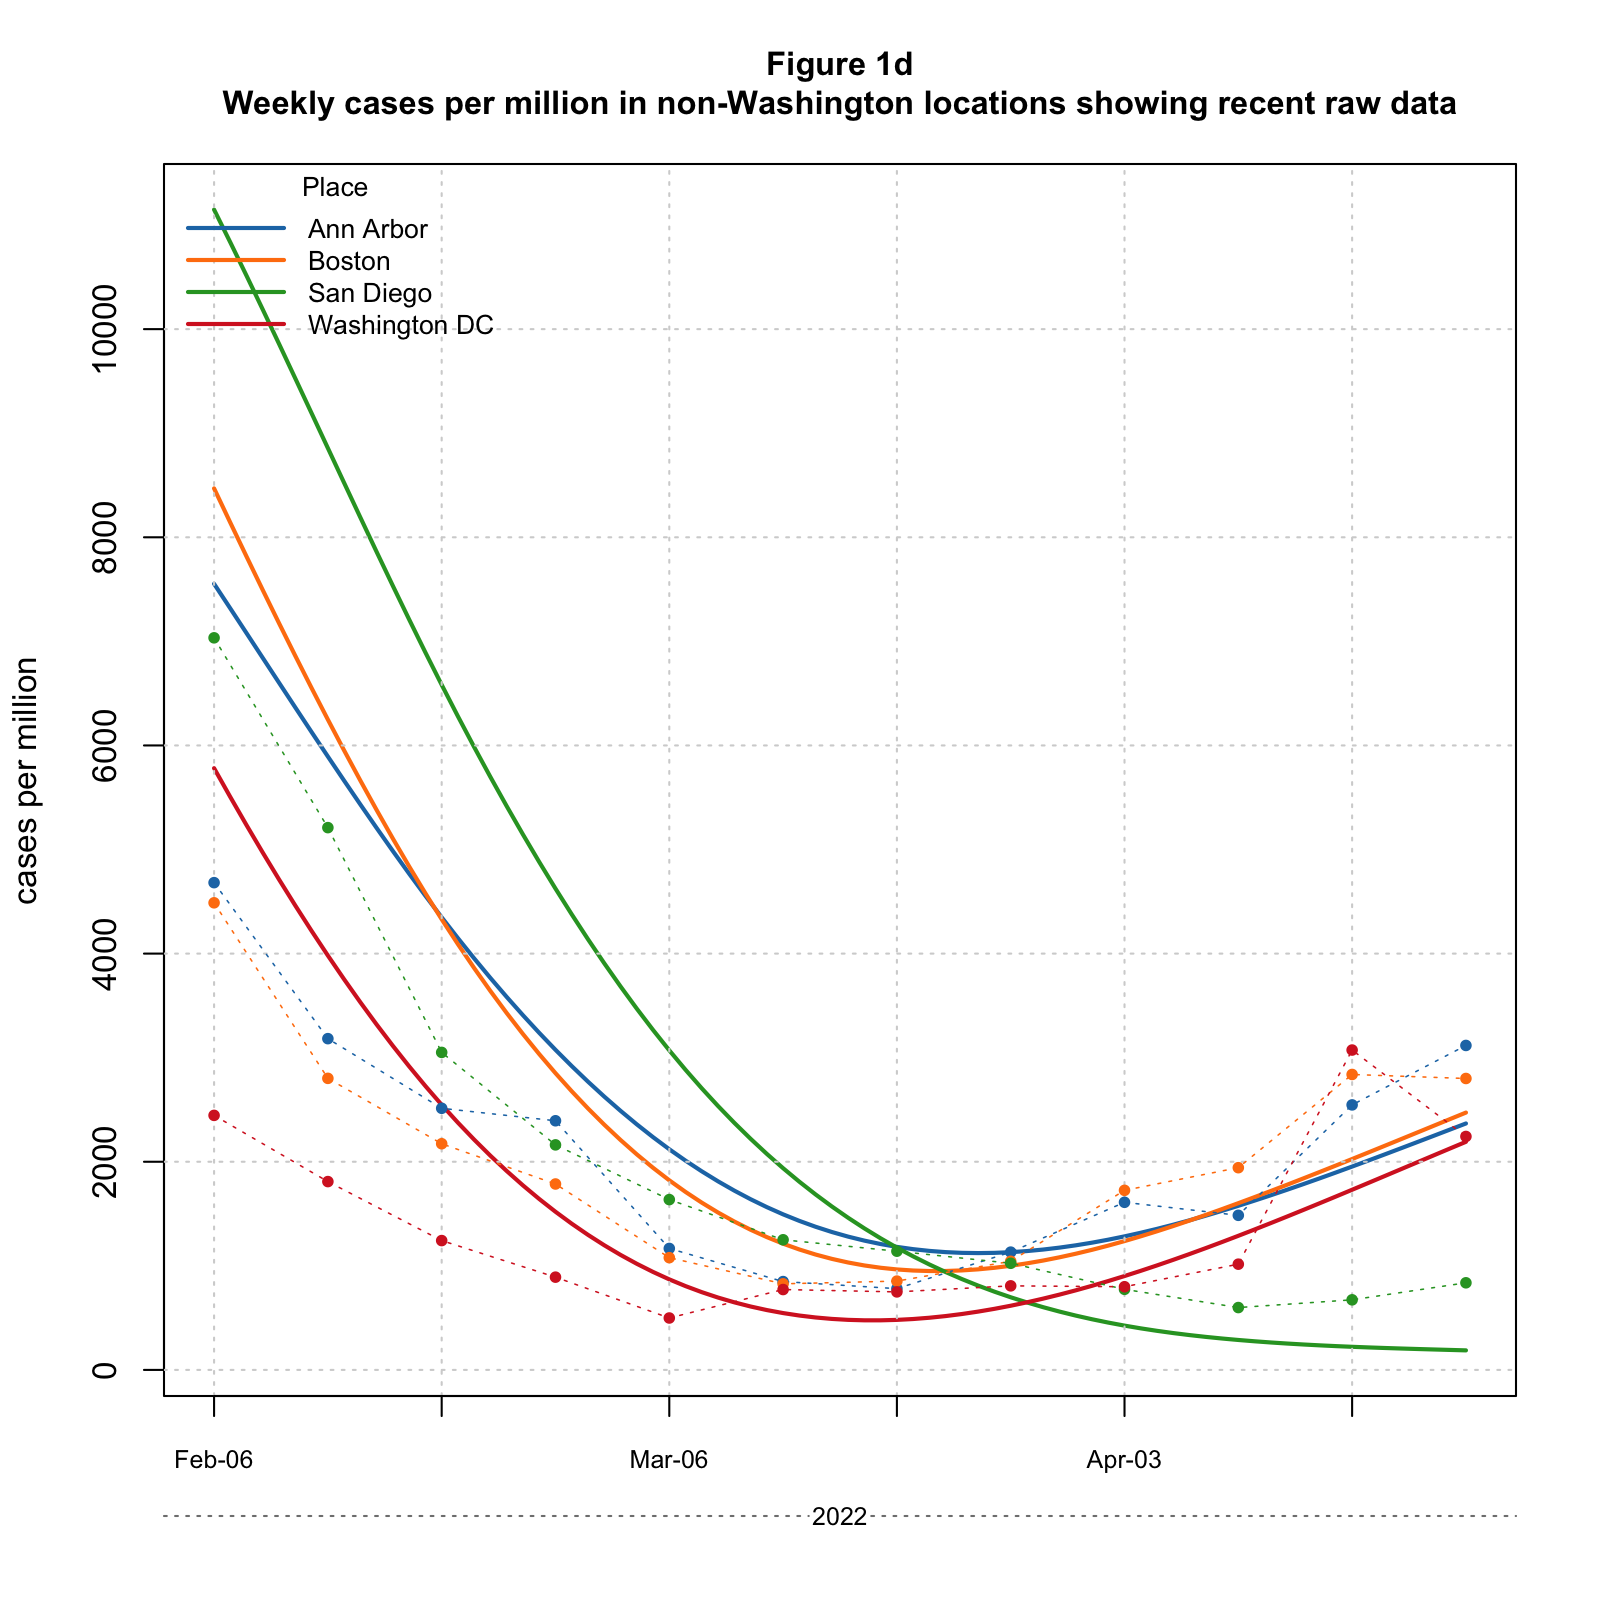 Figure 1d
Weekly cases per million in non-Washington locations showing recent raw data
Place
Ann Arbor
Boston
San Diego
Washington DC
cases per million
10000
8000
6000
4000
2000
0
Feb-06
Mar-06
Apr-03
2022